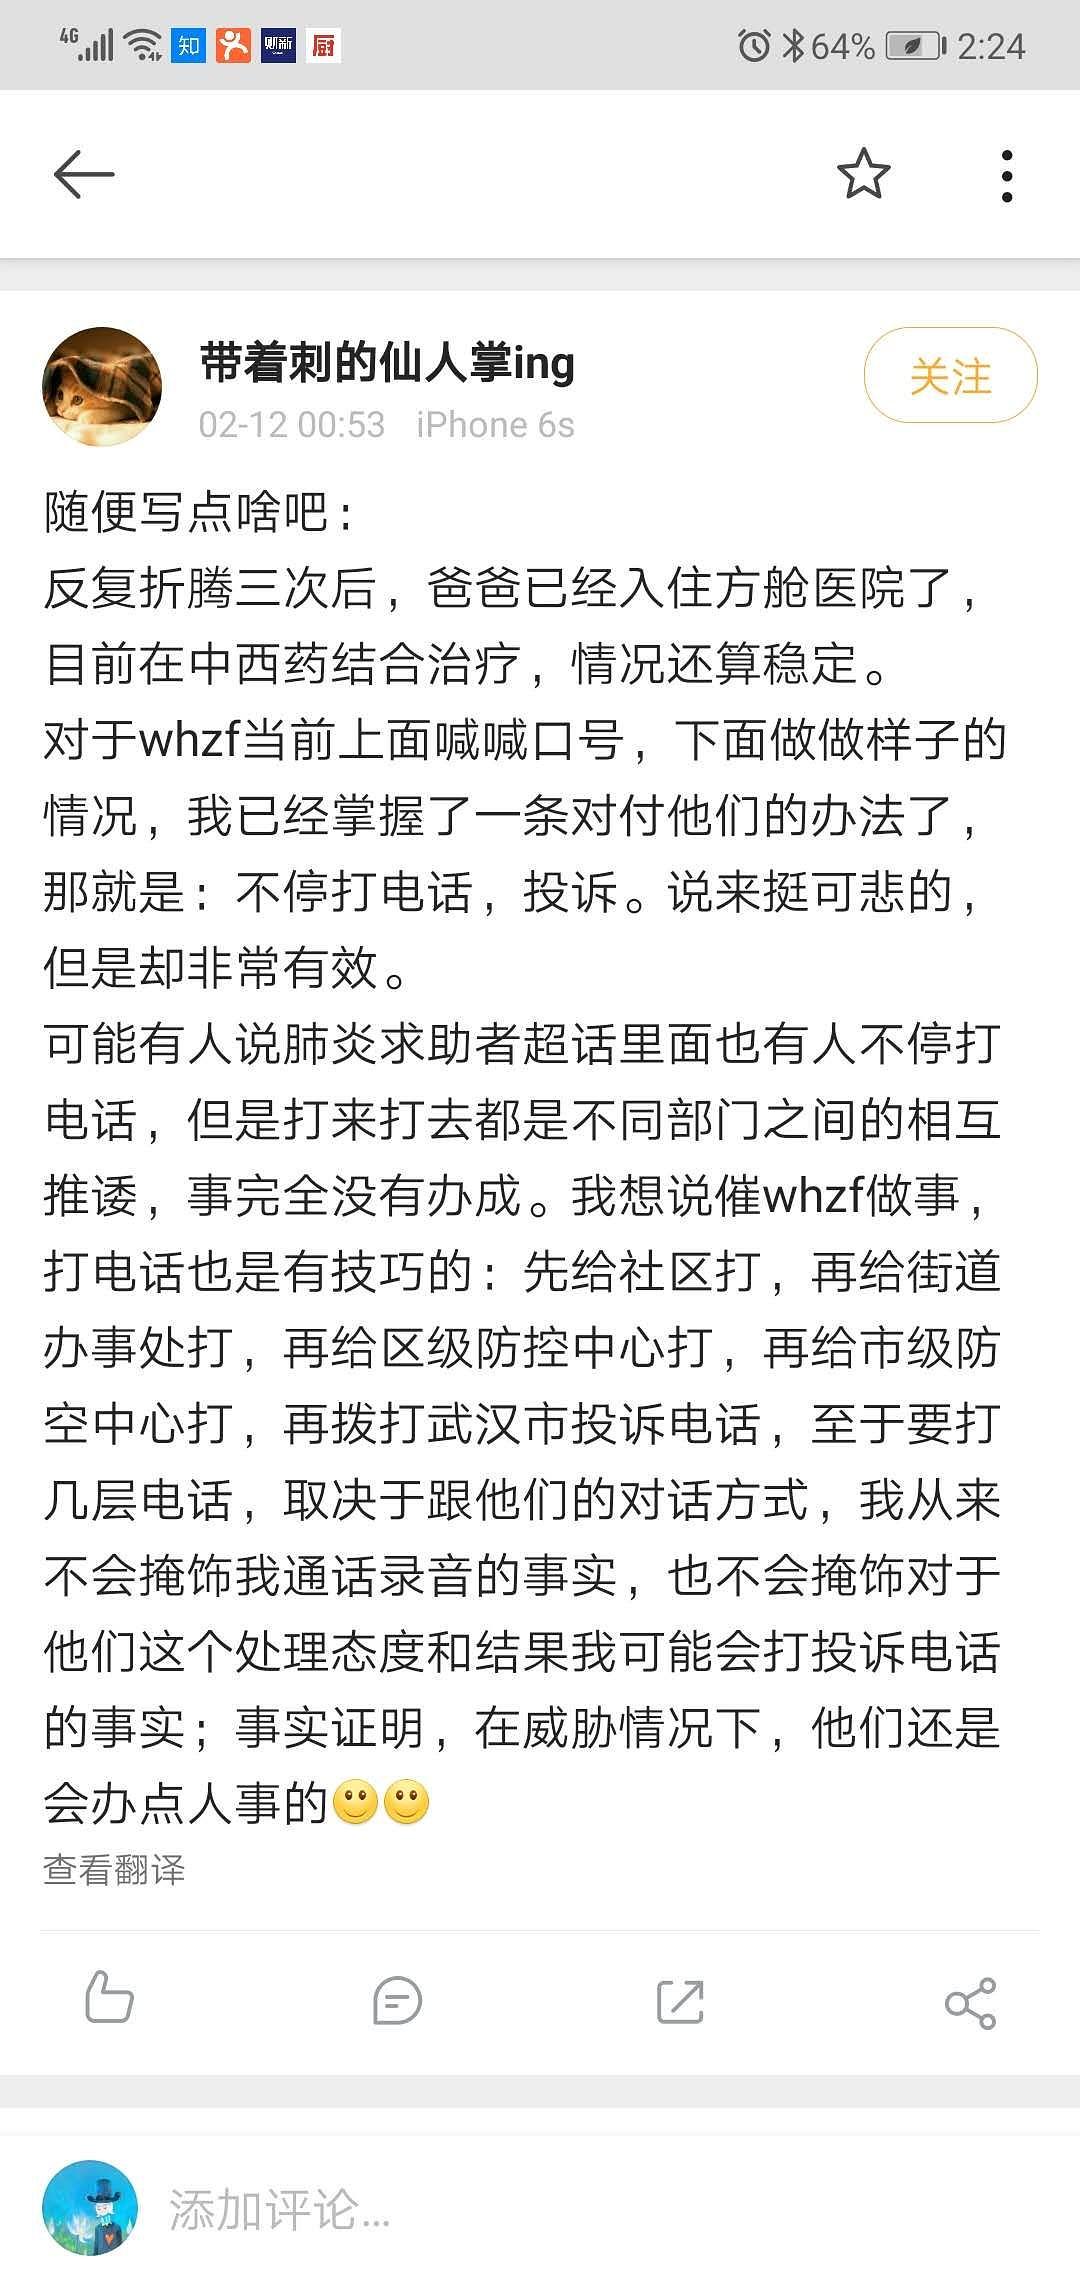 4G 知 财新 厨 64% 2:24
带着刺的仙人掌ing
关注
02-12 00:53 iPhone 6s
随便写点啥吧：
反复折腾三次后，爸爸已经入住方舱医院了，
目前在中西药结合治疗，情况还算稳定。
对于whzf当前上面喊喊口号，下面做做样子的
情况，我已经掌握了一条对付他们的办法了，
那就是：不停打电话，投诉。说来挺可悲的，
但是却非常有效。
可能有人说肺炎求助者超话里面也有人不停打
电话，但是打来打去都是不同部门之间的相互
推诿，事完全没有办成。我想说催whzf做事，
打电话也是有技巧的：先给社区打，再给街道
办事处打，再给区级防控中心打，再给市级防
空中心打，再拨打武汉市投诉电话，至于要打
几层电话，取决于跟他们的对话方式，我从来
不会掩饰我通话录音的事实，也不会掩饰对于
他们这个处理态度和结果我可能会打投诉电话
的事实；事实证明，在威胁情况下，他们还是
会办点人事的
查看翻译
添加评论...